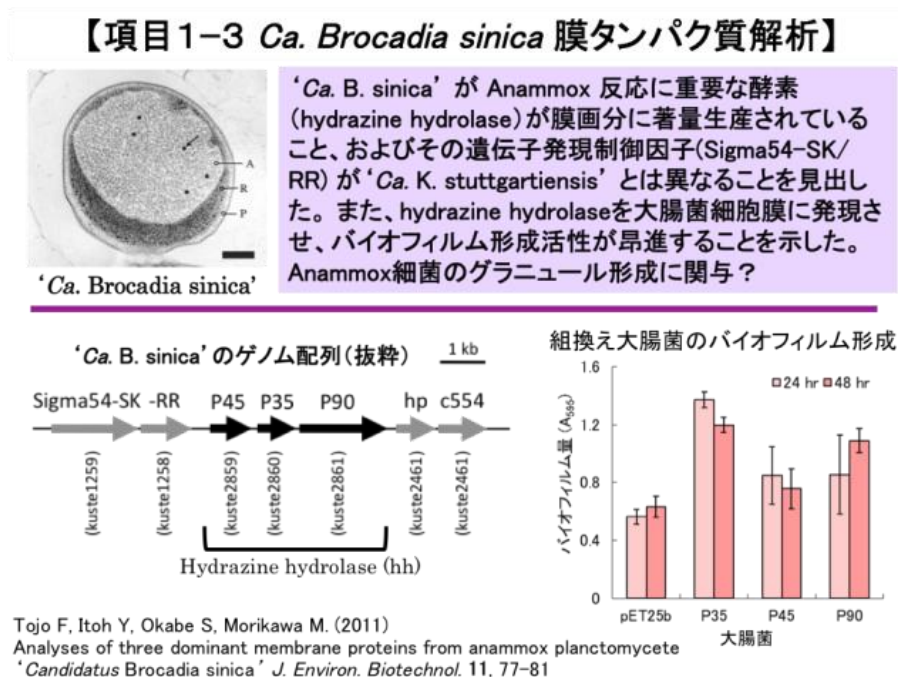 【項目1-3 Ca. Brocadia sinica 膜タンパク質解析】
A
R
P
'Ca. Brocadia sinica'
'Ca. B. sinica' が Anammox 反応に重要な酵素
(hydrazine hydrolase)が膜画分に著量生産されている
こと、およびその遺伝子発現制御因子(Sigma54-SK/
RR) が'Ca. K. stuttgartiensis' とは異なることを見出し
た。また、hydrazine hydrolaseを大腸菌細胞膜に発現さ
せ、バイオフィルム形成活性が昂進することを示した。
Anammox細菌のグラニュール形成に関与?
'Ca. B. sinica'のゲノム配列(抜粋)
1 kb
Sigma54-SK -RR P45 P35 P90 hp c554
(kuste1259) (kuste1258) (kuste2859) (kuste2860) (kuste2861) (kuste2461) (kuste2461)
Hydrazine hydrolase (hh)
組換え大腸菌のバイオフィルム形成
24 hr 48 hr
バイオフィルム量(A595)
1.6
1.2
0.8
0.4
0
pET25b P35 P45 P90
大腸菌
Tojo F, Itoh Y, Okabe S, Morikawa M. (2011)
Analyses of three dominant membrane proteins from anammox planctomycete
'Candidatus Brocadia sinica' J. Environ. Biotechnol. 11, 77-81